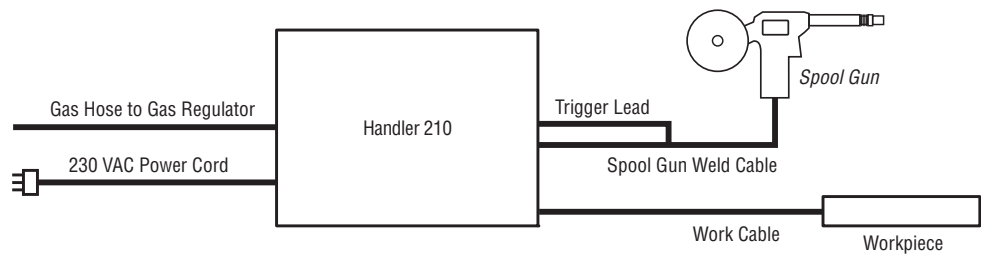 Spool Gun
Gas Hose to Gas Regulator
Trigger Lead
Handler 210
230 VAC Power Cord
Spool Gun Weld Cable
Work Cable
Workpiece